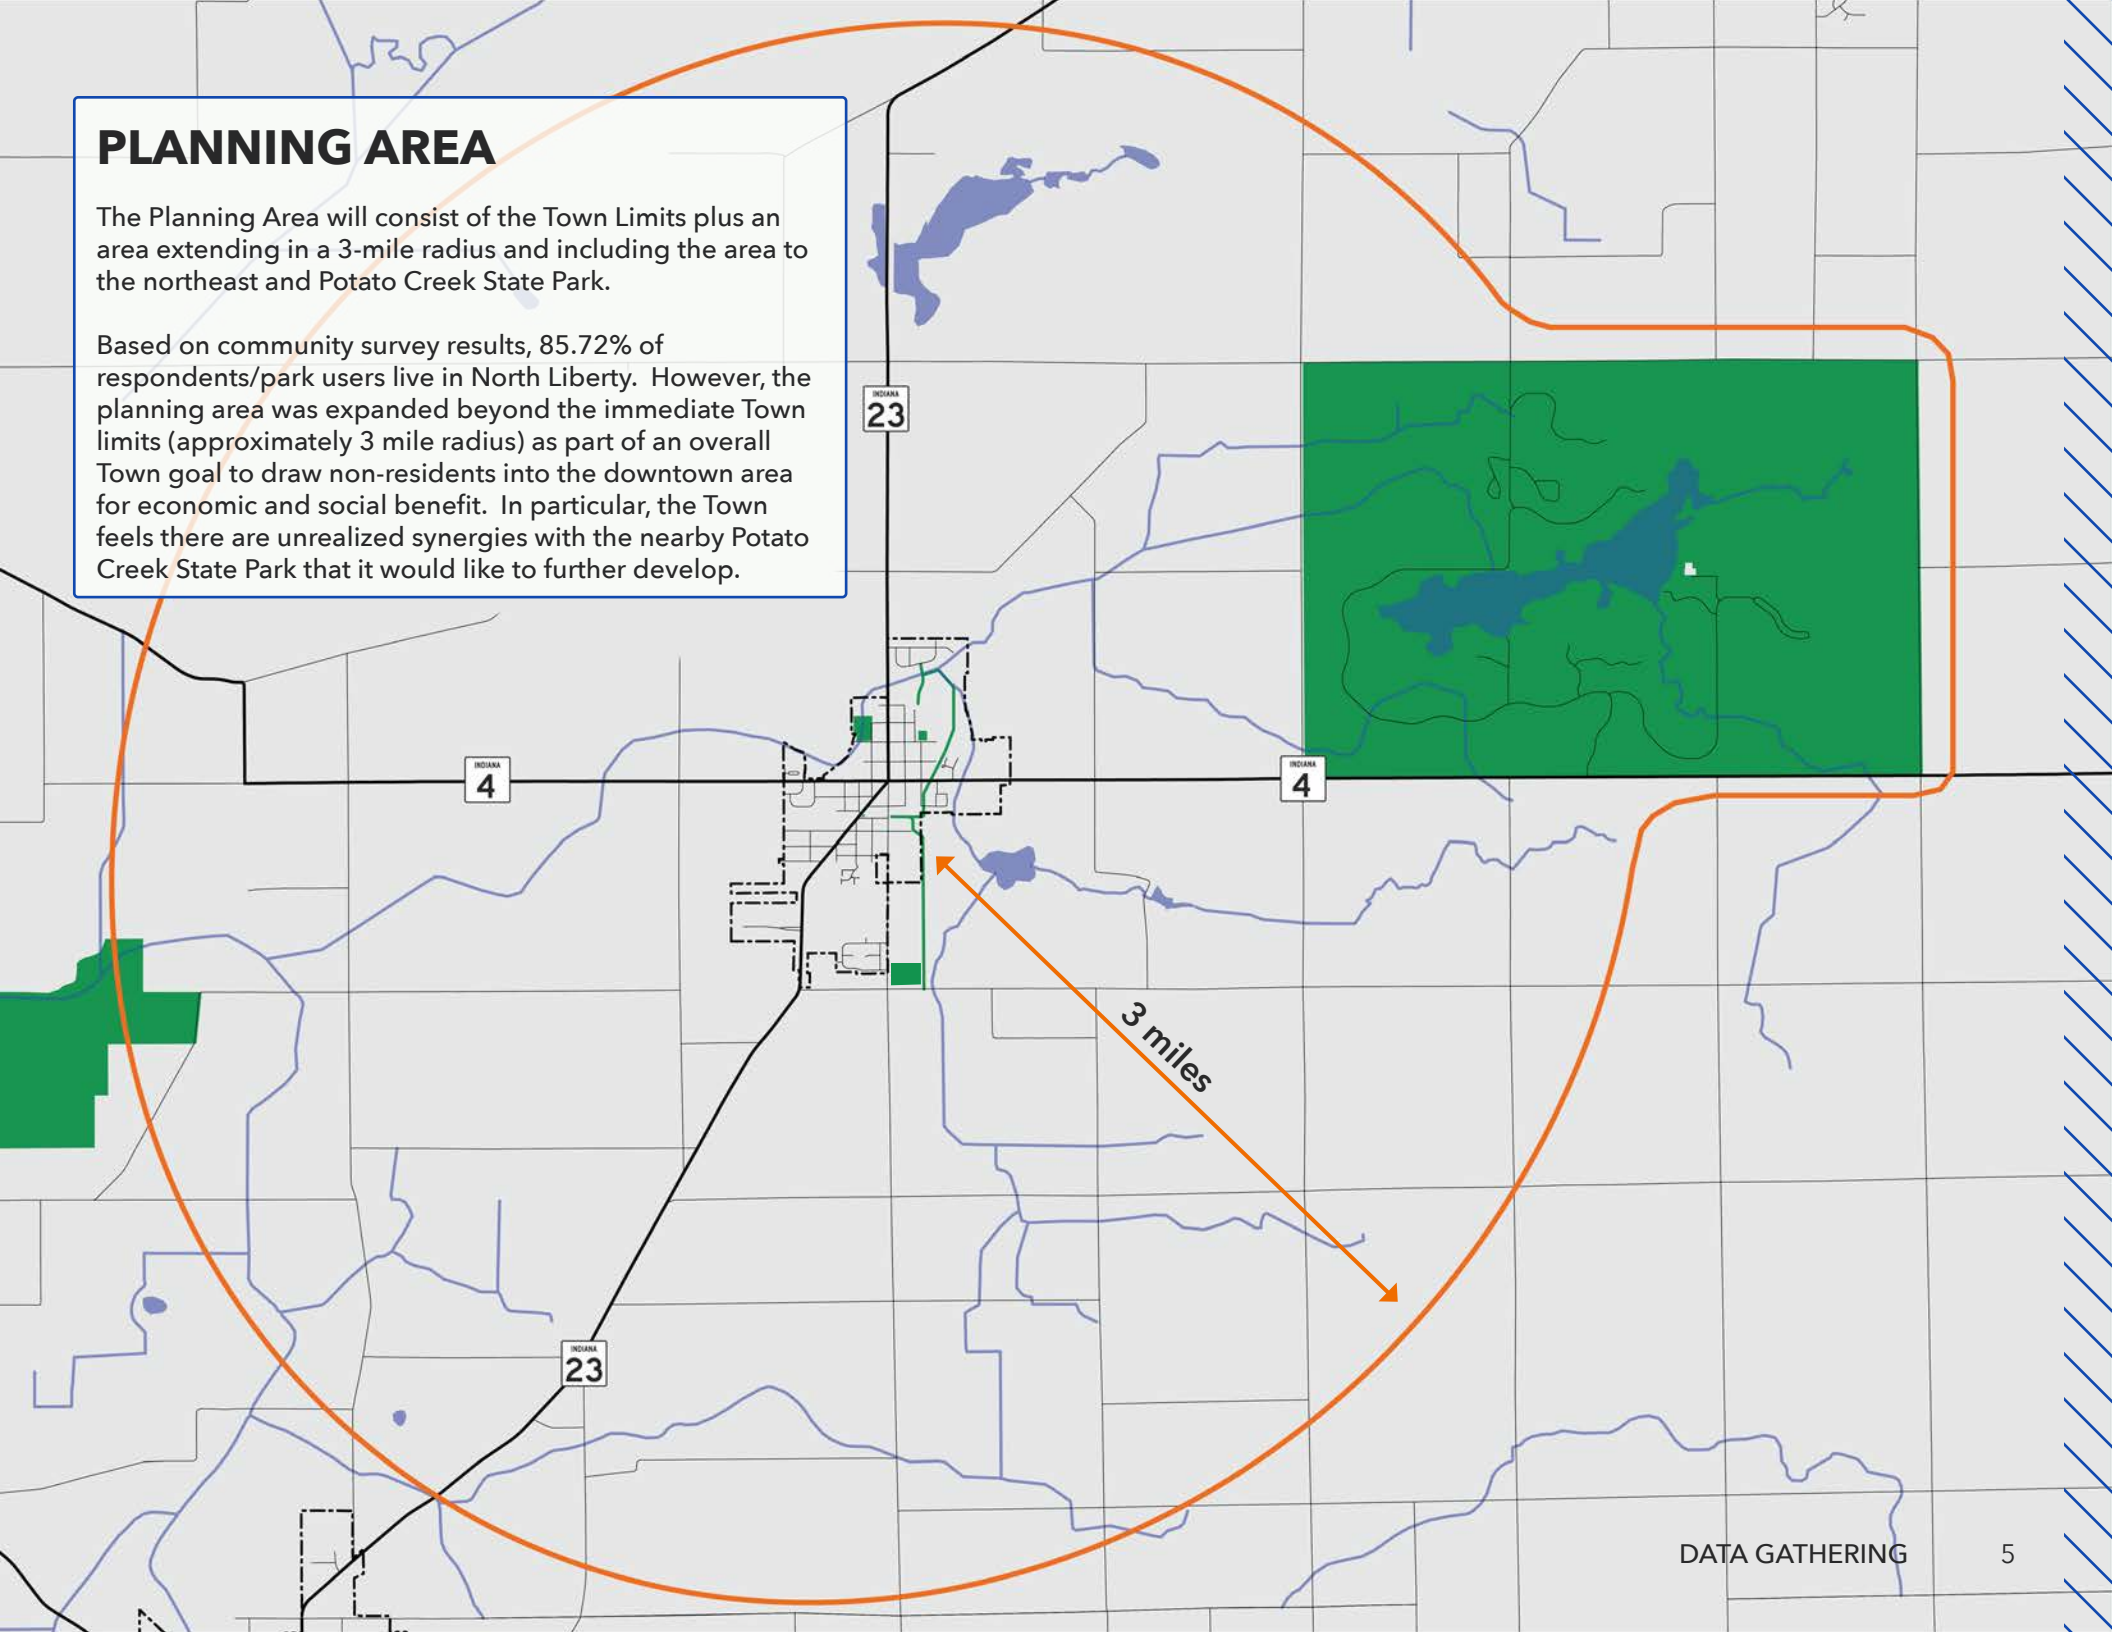 PLANNING AREA
The Planning Area will consist of the Town Limits plus an
area extending in a 3-mile radius and including the area to
the northeast and Potato Creek State Park.
Based on community survey results, 85.72% of
respondents/park users live in North Liberty.  However, the
planning area was expanded beyond the immediate Town
limits (approximately 3 mile radius) as part of an overall
Town goal to draw non-residents into the downtown area
for economic and social benefit.  In particular, the Town
feels there are unrealized synergies with the nearby Potato
Creek State Park that it would like to further develop.
INDIANA
23
INDIANA
4
INDIANA
4
3 miles
INDIANA
23
DATA GATHERING 5